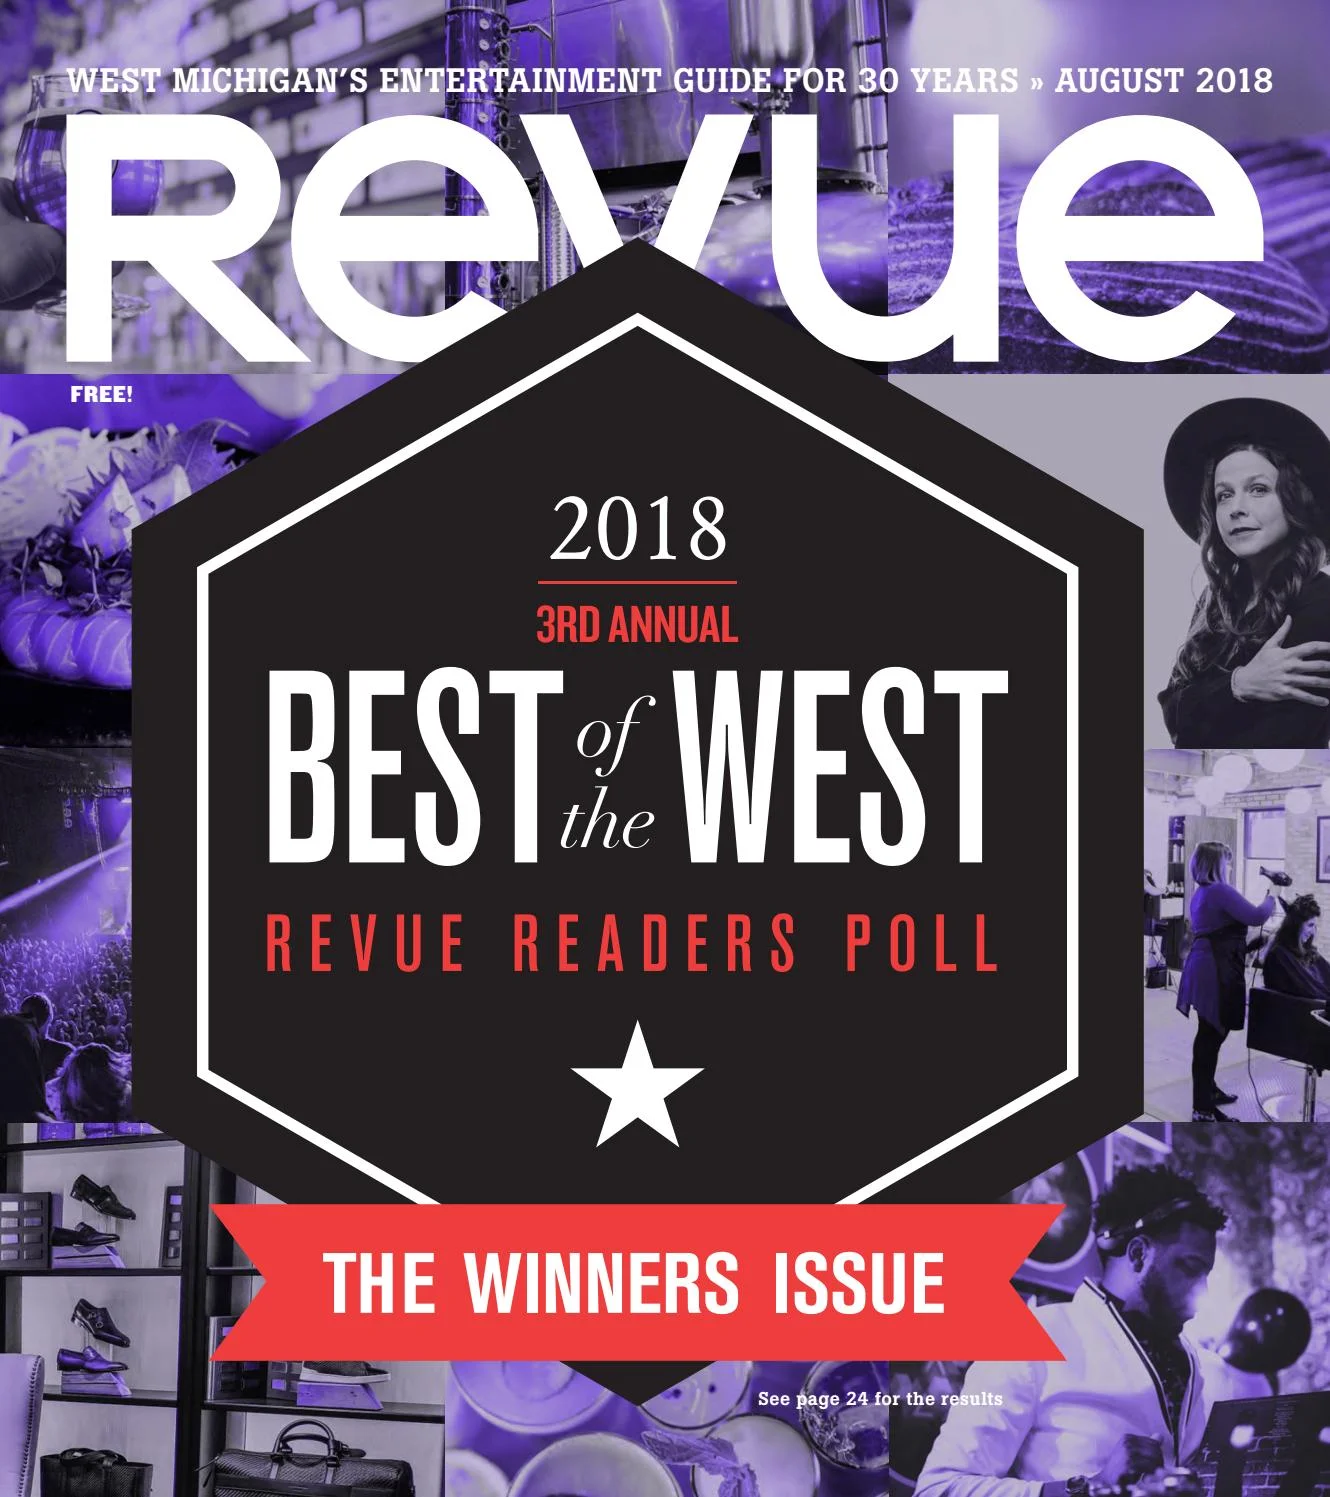 WEST MICHIGAN'S ENTERTAINMENT GUIDE FOR 30 YEARS » AUGUST 2018
Revue
FREE!
2018
3RD ANNUAL
BEST of the WEST
REVUE READERS POLL
THE WINNERS ISSUE
See page 24 for the results